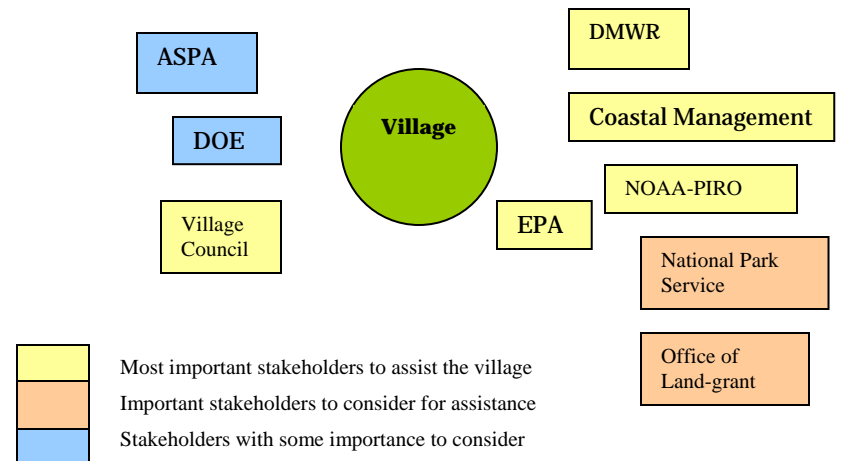 DMWR
ASPA
Village
Coastal Management
DOE
NOAA-PIRO
Village
Council
EPA
National Park
Service
Office of
Land-grant
Most important stakeholders to assist the village
Important stakeholders to consider for assistance
Stakeholders with some importance to consider